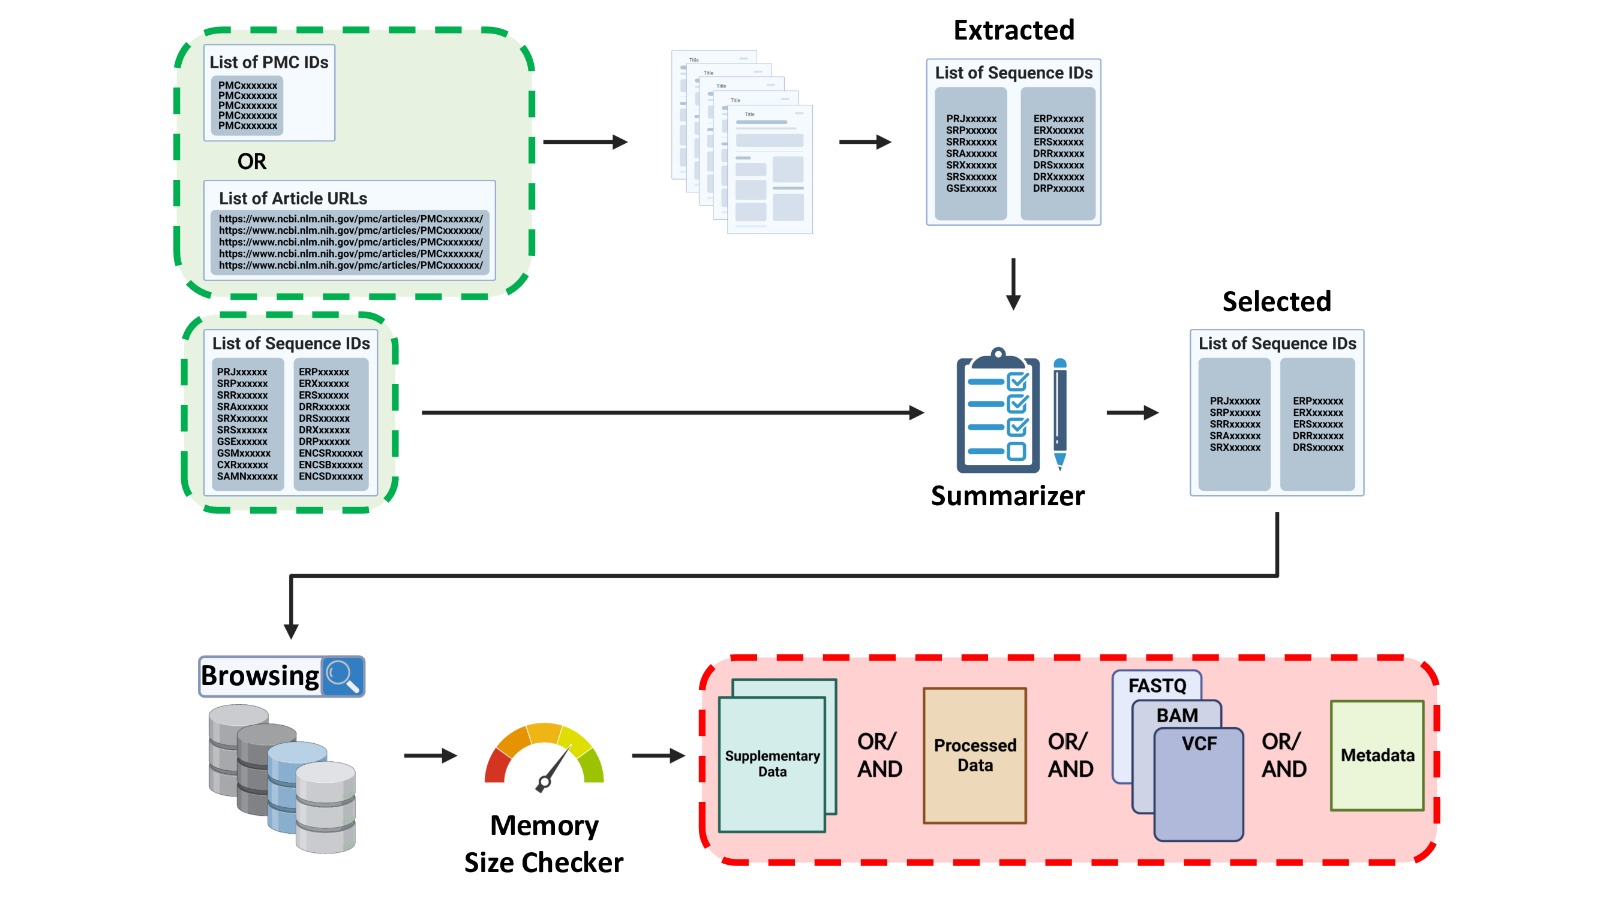 List of PMC IDs
PMCxxxxxxx
PMCxxxxxxx
PMCxxxxxxx
PMCxxxxxxx
PMCxxxxxxx
OR
List of Article URLs
https://www.ncbi.nlm.nih.gov/pmc/articles/PMCxxxxxxx/
https://www.ncbi.nlm.nih.gov/pmc/articles/PMCxxxxxxx/
https://www.ncbi.nlm.nih.gov/pmc/articles/PMCxxxxxxx/
https://www.ncbi.nlm.nih.gov/pmc/articles/PMCxxxxxxx/
https://www.ncbi.nlm.nih.gov/pmc/articles/PMCxxxxxxx/
Title
Title
Title
Title
Title
Extracted
List of Sequence IDs
PRJxxxxxx
SRPxxxxxx
SRRxxxxxx
SRAxxxxxx
SRXxxxxxx
SRSxxxxxx
GSExxxxxx
ERPxxxxxx
ERXxxxxxx
ERSxxxxxx
DRRxxxxxx
DRSxxxxxx
DRXxxxxxx
DRPxxxxxx
List of Sequence IDs
PRJxxxxxx
SRPxxxxxx
SRRxxxxxx
SRAxxxxxx
SRXxxxxxx
SRSxxxxxx
GSExxxxxx
GSMxxxxxx
CXRxxxxxx
SAMNxxxxxx
ERPxxxxxx
ERXxxxxxx
ERSxxxxxx
DRRxxxxxx
DRSxxxxxx
DRXxxxxxx
DRPxxxxxx
ENCSRxxxxxx
ENCSBxxxxxx
ENCSDxxxxxx
Summarizer
Selected
List of Sequence IDs
PRJxxxxxx
SRPxxxxxx
SRRxxxxxx
SRAxxxxxx
SRXxxxxxx
ERPxxxxxx
ERXxxxxxx
ERSxxxxxx
DRRxxxxxx
DRSxxxxxx
Browsing
Memory
Size Checker
Supplementary
Data
OR/
AND
Processed
Data
OR/
AND
FASTQ
BAM
VCF
OR/
AND
Metadata